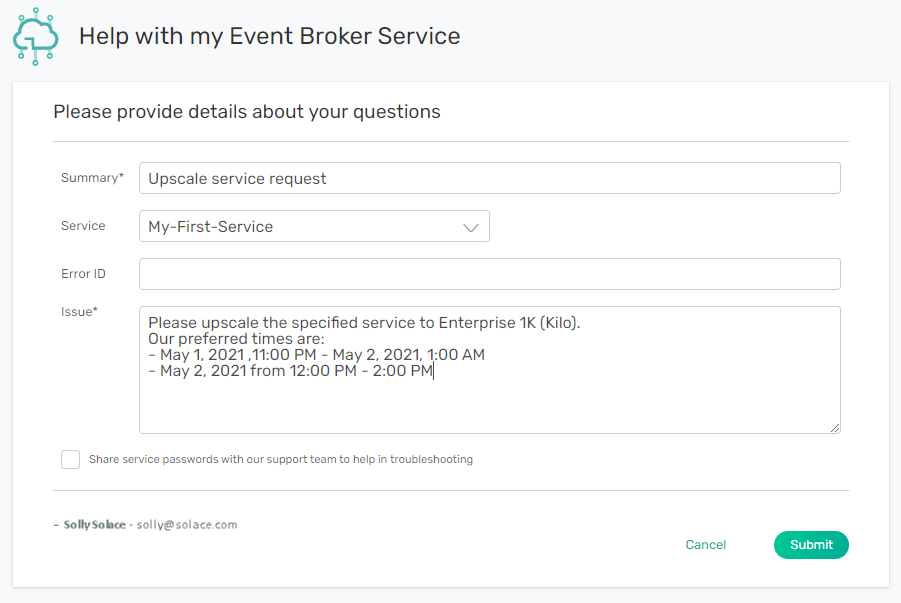 Help with my Event Broker Service
Please provide details about your questions
Summary* Upscale service request
Service My-First-Service
Error ID
Issue* Please upscale the specified service to Enterprise 1K (Kilo).
Our preferred times are:
- May 1, 2021 ,11:00 PM - May 2, 2021, 1:00 AM
- May 2, 2021 from 12:00 PM - 2:00 PM
Share service passwords with our support team to help in troubleshooting
- SollySolace - solly@solace.com
Cancel Submit